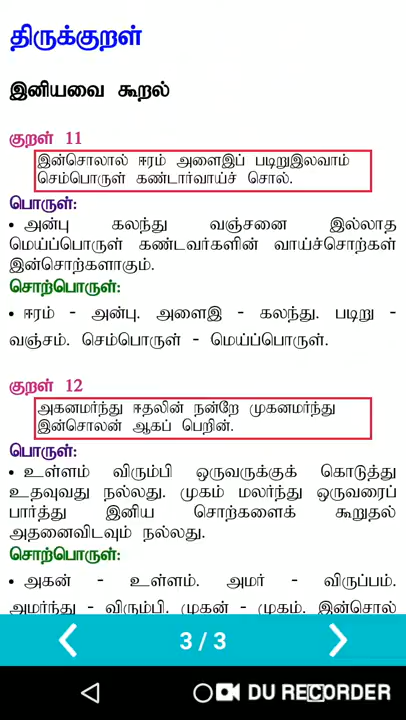 திருக்குறள்
இனியவை கூறல்
குறள் 11
இன்சொலால் ஈரம் அளைஇப் படிறுஇலவாம்
செம்பொருள் கண்டார்வாய்ச் சொல்.
பொருள்:
• அன்பு கலந்து வஞ்சனை இல்லாத
மெய்ப்பொருள் கண்டவர்களின் வாய்ச்சொற்கள்
இன்சொற்களாகும்.
சொற்பொருள்:
• ஈரம் - அன்பு. அளைஇ - கலந்து. படிறு -
வஞ்சம். செம்பொருள் - மெய்ப்பொருள்.
குறள் 12
அகனமர்ந்து ஈதலின் நன்றே முகனமர்ந்து
இன்சொலன் ஆகப் பெறின்.
பொருள்:
• உள்ளம் விரும்பி ஒருவருக்குக் கொடுத்து
உதவுவது நல்லது. முகம் மலர்ந்து ஒருவரைப்
பார்த்து இனிய சொற்களைக் கூறுதல்
அதனைவிடவும் நல்லது.
சொற்பொருள்:
• அகன் - உள்ளம். அமர் - விருப்பம்.
அமர்ந்து - விரும்பி. முகன் - முகம். இன்சொல்
3 / 3
DU RECORDER